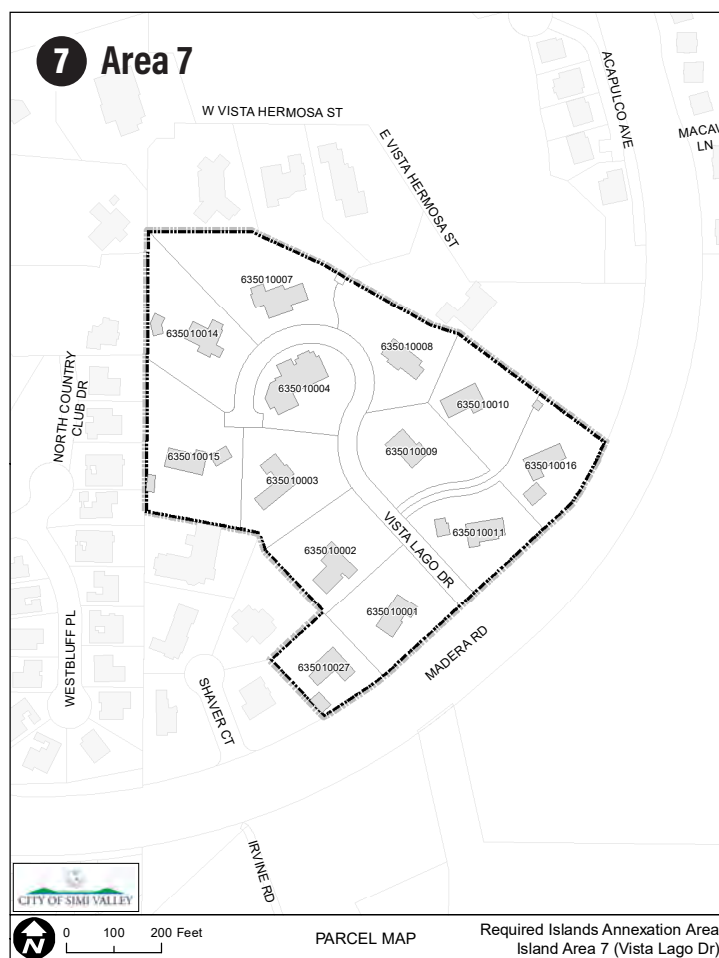 7 Area 7
W VISTA HERMOSA ST
E VISTA HERMOSA ST
ACAPULCO AVE
MACAW
LN
635010007
635010014
635010008
635010004
635010010
NORTH COUNTRY
CLUB DR
635010009
635010015
635010003
635010016
635010011
635010002
VISTA LAGO DR
635010001
635010027
MADERA RD
WESTBLUFF PL
SHAVER CT
IRVINE RD
CITY OF SIMI VALLEY
N
0 100 200 Feet
PARCEL MAP
Required Islands Annexation Area
Island Area 7 (Vista Lago Dr)